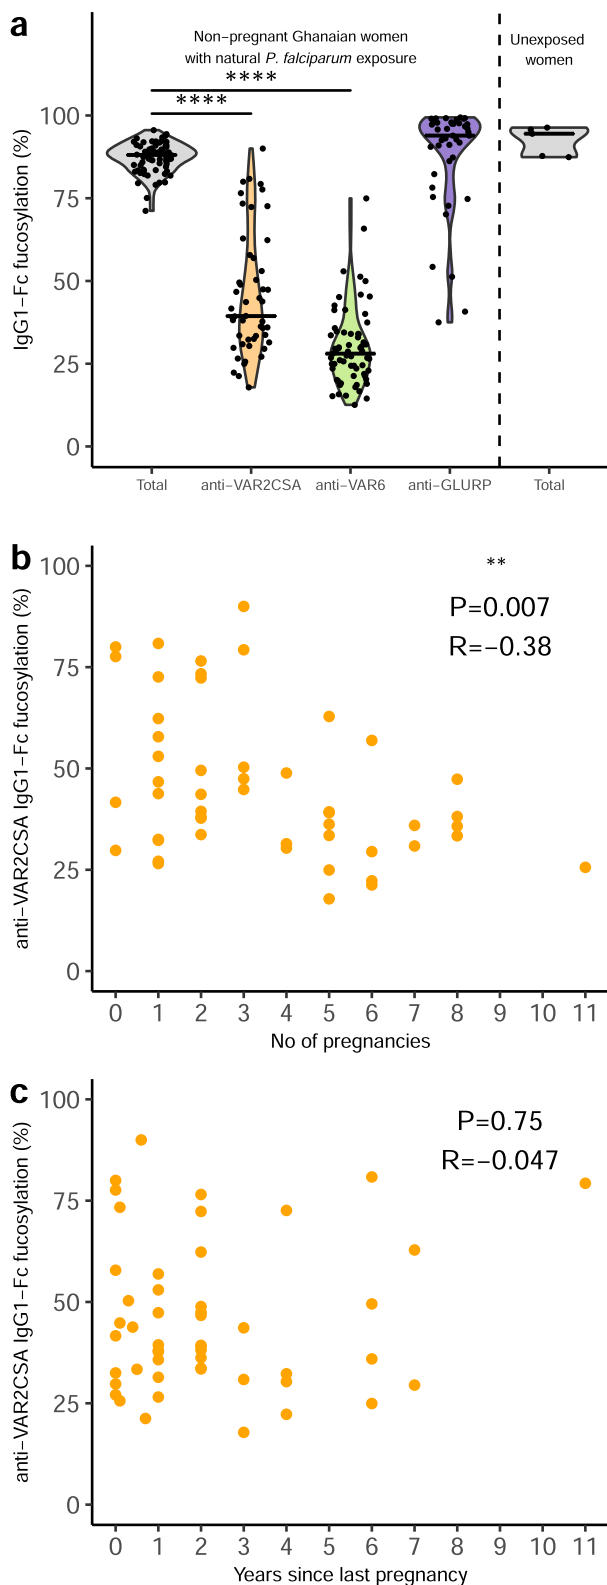 a
Non-pregnant Ghanaian women
with natural P. falciparum exposure
Unexposed
women
****
****
IgG1-Fc fucosylation (%)
100
75
50
25
0
Total
anti-VAR2CSA
anti-VAR6
anti-GLURP
Total
b
**
P=0.007
R=-0.38
anti-VAR2CSA IgG1-Fc fucosylation (%)
100
75
50
25
0
0 1 2 3 4 5 6 7 8 9 10 11
No of pregnancies
c
P=0.75
R=-0.047
anti-VAR2CSA IgG1-Fc fucosylation (%)
100
75
50
25
0
0 1 2 3 4 5 6 7 8 9 10 11
Years since last pregnancy